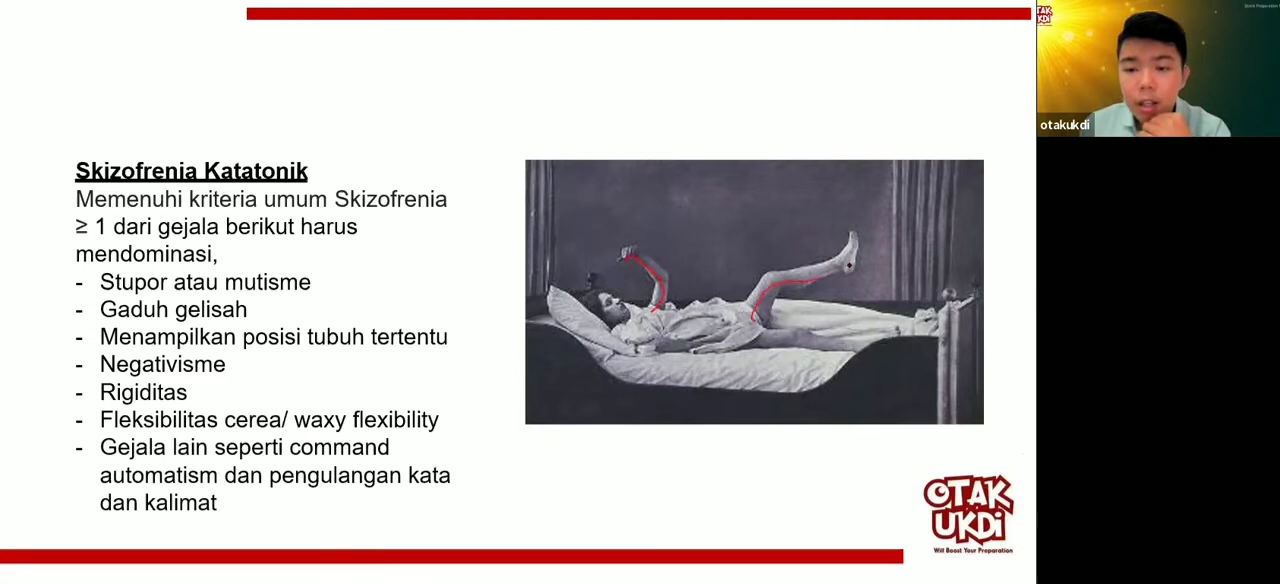 Skizofrenia Katatonik
Memenuhi kriteria umum Skizofrenia
≥ 1 dari gejala berikut harus
mendominasi,
- Stupor atau mutisme
- Gaduh gelisah
- Menampilkan posisi tubuh tertentu
- Negativisme
- Rigiditas
- Fleksibilitas cerea/ waxy flexibility
- Gejala lain seperti command
automatism dan pengulangan kata
dan kalimat
OTAK
UKDi
Will Boost Your Preparation
otakukdi